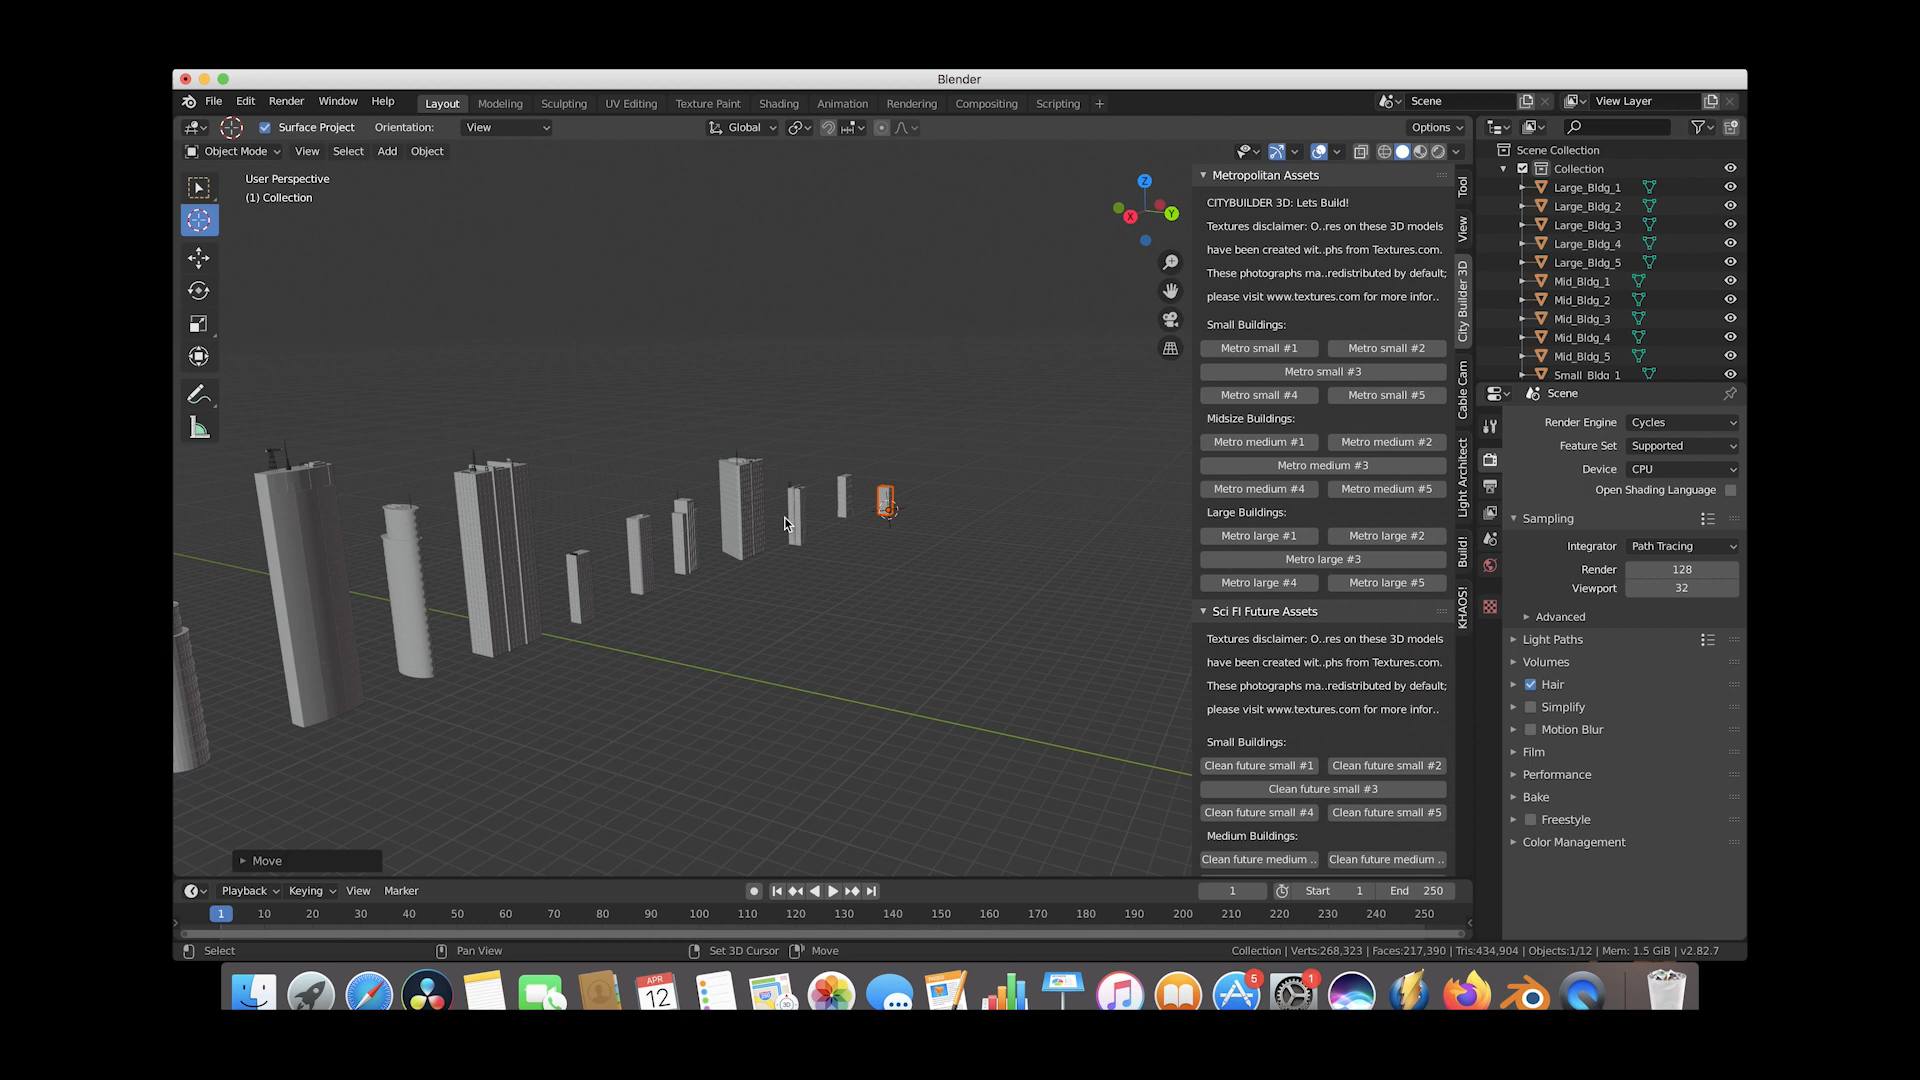 Blender
File Edit Render Window Help Layout Modeling Sculpting UV Editing Texture Paint Shading Animation Rendering Compositing Scripting + Scene View Layer
Surface Project Orientation: View Global Options
Object Mode View Select Add Object
User Perspective
(1) Collection
Z
X
Y
Move
Metropolitan Assets
CITYBUILDER 3D: Lets Build!
Textures disclaimer: O..res on these 3D models
have been created wit..phs from Textures.com.
These photographs ma..redistributed by default;
please visit www.textures.com for more infor..
Small Buildings:
Metro small #1 Metro small #2
Metro small #3
Metro small #4 Metro small #5
Midsize Buildings:
Metro medium #1 Metro medium #2
Metro medium #3
Metro medium #4 Metro medium #5
Large Buildings:
Metro large #1 Metro large #2
Metro large #3
Metro large #4 Metro large #5
Sci FI Future Assets
Textures disclaimer: O..res on these 3D models
have been created wit..phs from Textures.com.
These photographs ma..redistributed by default;
please visit www.textures.com for more infor..
Small Buildings:
Clean future small #1 Clean future small #2
Clean future small #3
Clean future small #4 Clean future small #5
Medium Buildings:
Clean future medium .. Clean future medium ..
Tool
View
City Builder 3D
Cable Cam
Light Architect
Build!
KHAOS!
Scene Collection
Collection
Large_Bldg_1
Large_Bldg_2
Large_Bldg_3
Large_Bldg_4
Large_Bldg_5
Mid_Bldg_1
Mid_Bldg_2
Mid_Bldg_3
Mid_Bldg_4
Mid_Bldg_5
Small_Bldg_1
Scene
Render Engine Cycles
Feature Set Supported
Device CPU
Open Shading Language
Sampling
Integrator Path Tracing
Render 128
Viewport 32
Advanced
Light Paths
Volumes
Hair
Simplify
Motion Blur
Film
Performance
Bake
Freestyle
Color Management
Playback Keying View Marker 1 Start 1 End 250
1 10 20 30 40 50 60 70 80 90 100 110 120 130 140 150 160 170 180 190 200 210 220 230 240 250
Select Pan View Set 3D Cursor Move Collection | Verts:268,323 | Faces:217,390 | Tris:434,904 | Objects:1/12 | Mem: 1.5 GiB | v2.82.7
APR
12
5
1